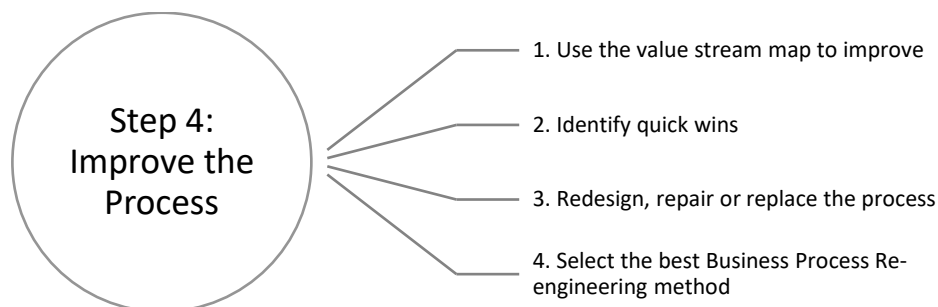 Step 4:
Improve the
Process
1. Use the value stream map to improve
2. Identify quick wins
3. Redesign, repair or replace the process
4. Select the best Business Process Re-
engineering method